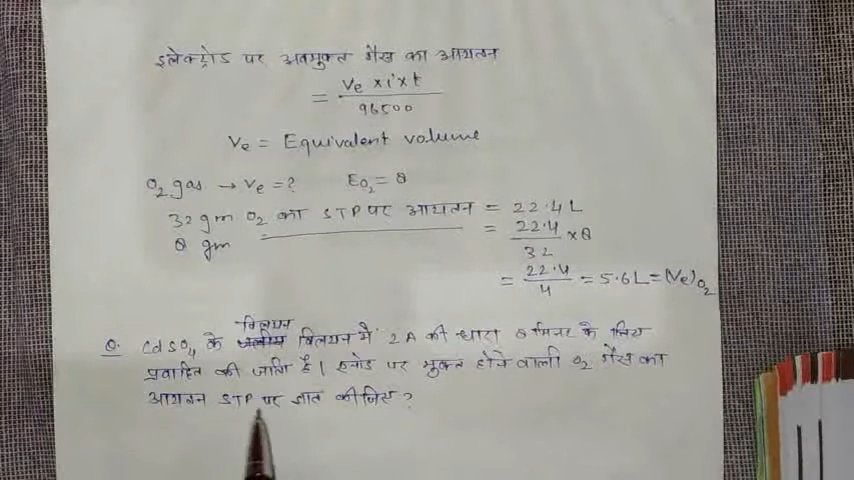 इलेक्ट्रोड पर अवमुक्त गैस का आयतन
= Ve × i × t / 96500
Ve = Equivalent volume
O2 gas → Ve = ? EO2 = 8
32 gm O2 का STP पर आयतन = 22.4 L
8 gm = 22.4/32 × 8
= 22.4/4 = 5.6 L = (Ve)O2
Q. CdSO4 के विलयन विलयन में 2A की धारा 8 मिनट के लिए
प्रवाहित की जाती है। एनोड पर मुक्त होने वाली O2 गैस का
आयतन STP पर ज्ञात कीजिए?